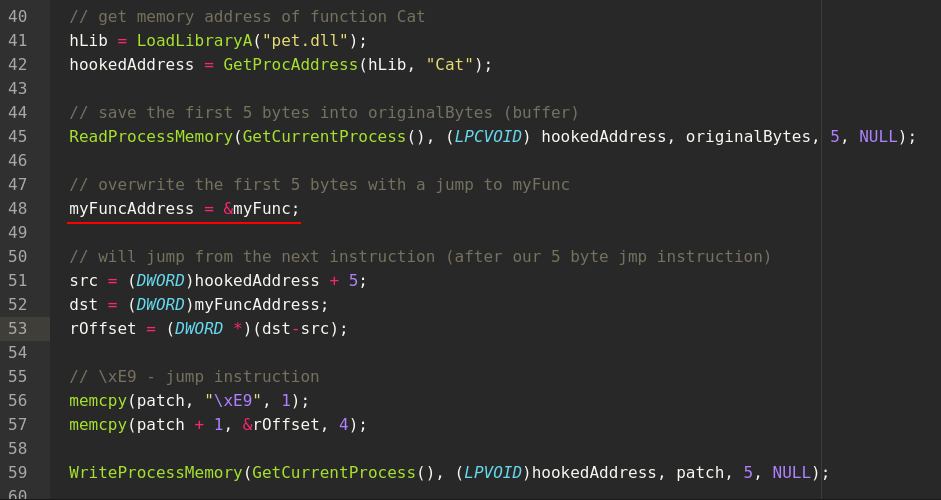 40 // get memory address of function Cat
41 hLib = LoadLibraryA("pet.dll");
42 hookedAddress = GetProcAddress(hLib, "Cat");
43
44 // save the first 5 bytes into originalBytes (buffer)
45 ReadProcessMemory(GetCurrentProcess(), (LPCVOID) hookedAddress, originalBytes, 5, NULL);
46
47 // overwrite the first 5 bytes with a jump to myFunc
48 myFuncAddress = &myFunc;
49
50 // will jump from the next instruction (after our 5 byte jmp instruction)
51 src = (DWORD)hookedAddress + 5;
52 dst = (DWORD)myFuncAddress;
53 rOffset = (DWORD *)(dst-src);
54
55 // \xE9 - jump instruction
56 memcpy(patch, "\xE9", 1);
57 memcpy(patch + 1, &rOffset, 4);
58
59 WriteProcessMemory(GetCurrentProcess(), (LPVOID)hookedAddress, patch, 5, NULL);
60